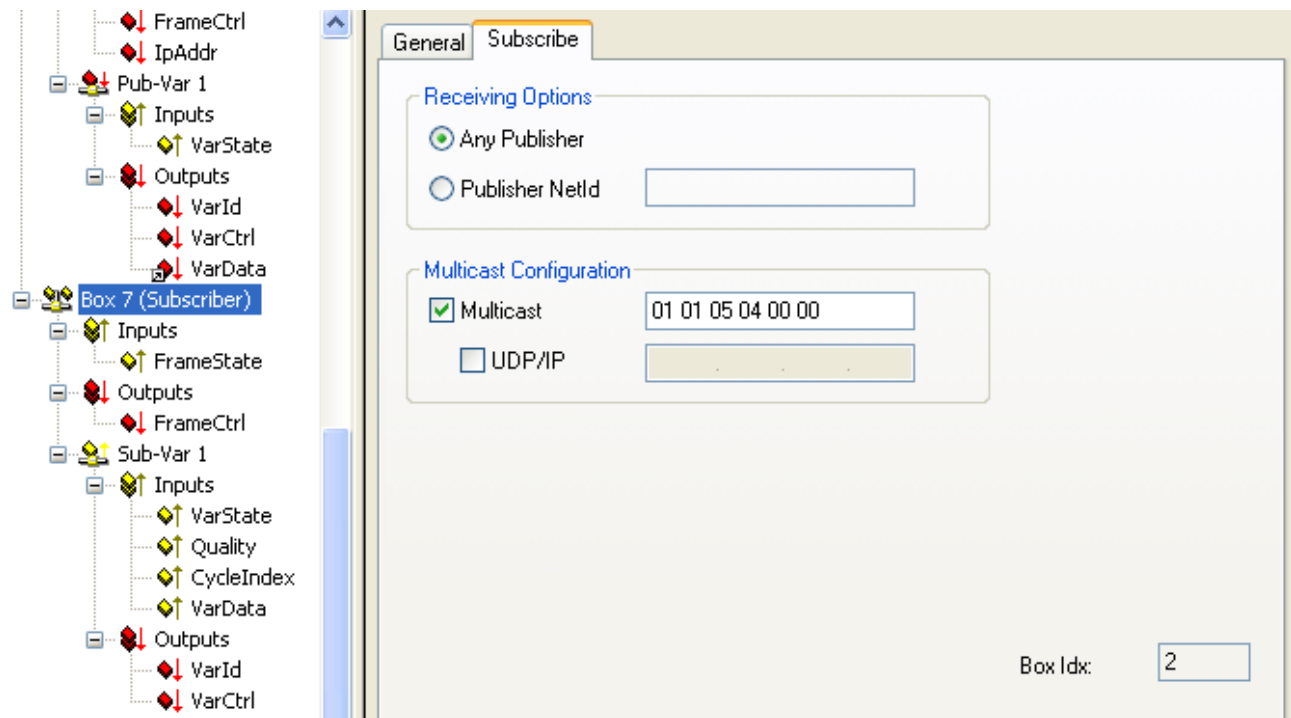 FrameCtrl
IpAddr
Pub-Var 1
Inputs
VarState
Outputs
VarId
VarCtrl
VarData
Box 7 (Subscriber)
Inputs
FrameState
Outputs
FrameCtrl
Sub-Var 1
Inputs
VarState
Quality
CycleIndex
VarData
Outputs
VarId
VarCtrl
General Subscribe
Receiving Options
Any Publisher
Publisher NetId
Multicast Configuration
Multicast 01 01 05 04 00 00
UDP/IP . . .
Box Idx: 2